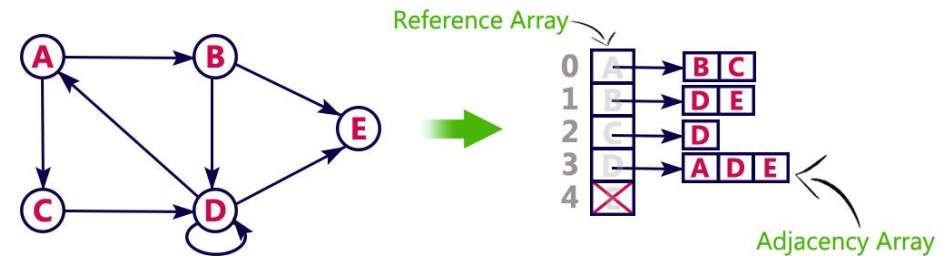 Reference Array
A
B
E
C
D
0 A B C
1 B D E
2 C D
3 D A D E
4
Adjacency Array